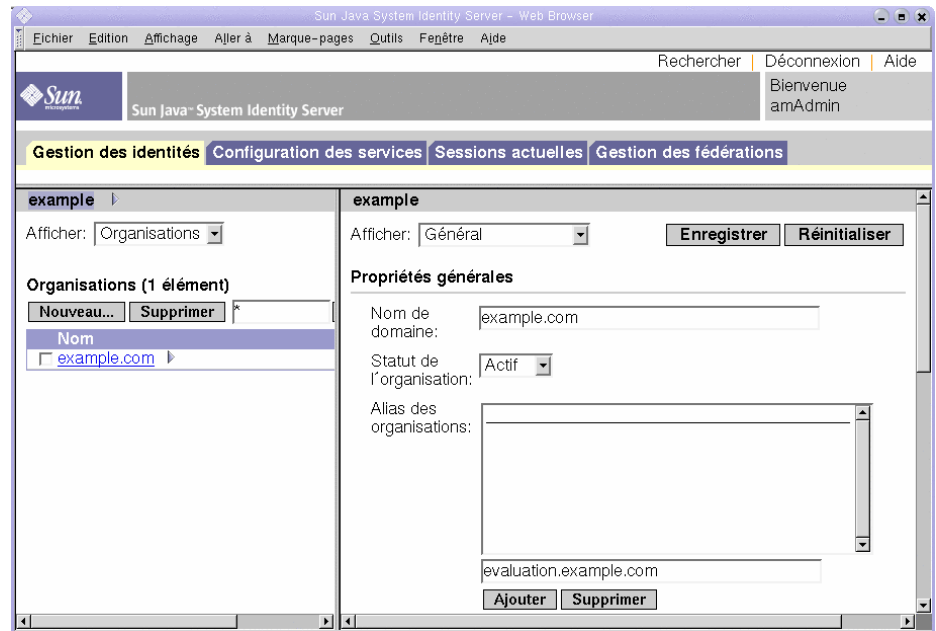 Sun Java System Identity Server – Web Browser
Fichier Edition Affichage Aller à Marque-pages Outils Fenêtre Aide
Rechercher | Déconnexion | Aide
Sun
microsystems
Sun Java™ System Identity Server
Bienvenue
amAdmin
Gestion des identités Configuration des services Sessions actuelles Gestion des fédérations
example
Afficher: Organisations
Organisations (1 élément)
Nouveau... Supprimer *
Nom
example.com
example
Afficher: Général Enregistrer Réinitialiser
Propriétés générales
Nom de
domaine: example.com
Statut de
l´organisation: Actif
Alias des
organisations:
evaluation.example.com
Ajouter Supprimer